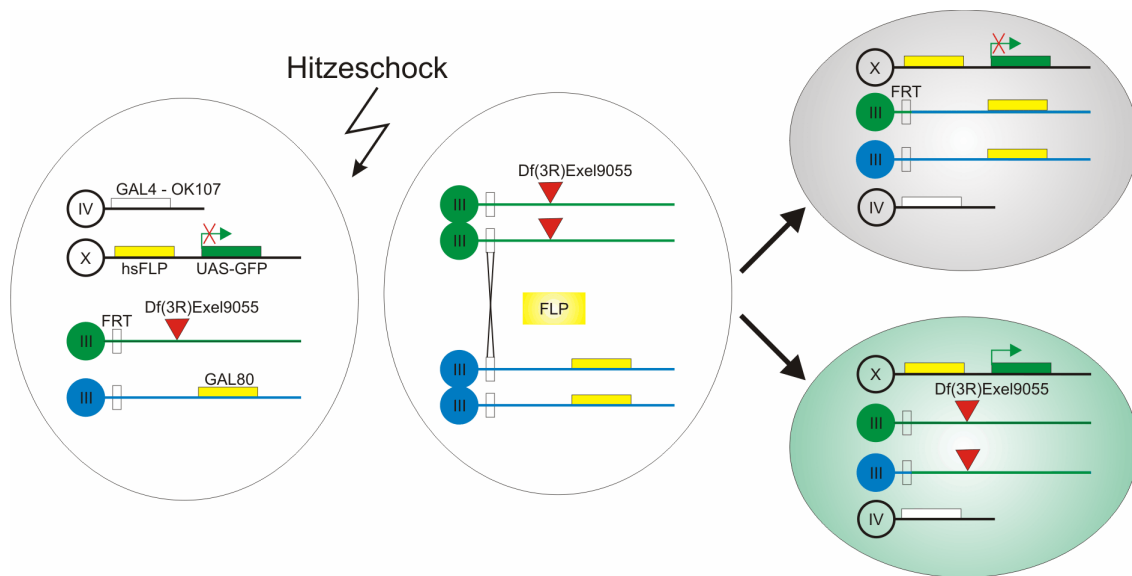 Hitzeschock
GAL4 - OK107
IV
X
hsFLP
UAS-GFP
Df(3R)Exel9055
FRT
III
GAL80
III
Df(3R)Exel9055
III
III
FLP
III
III
X
FRT
III
III
IV
X
Df(3R)Exel9055
III
III
IV